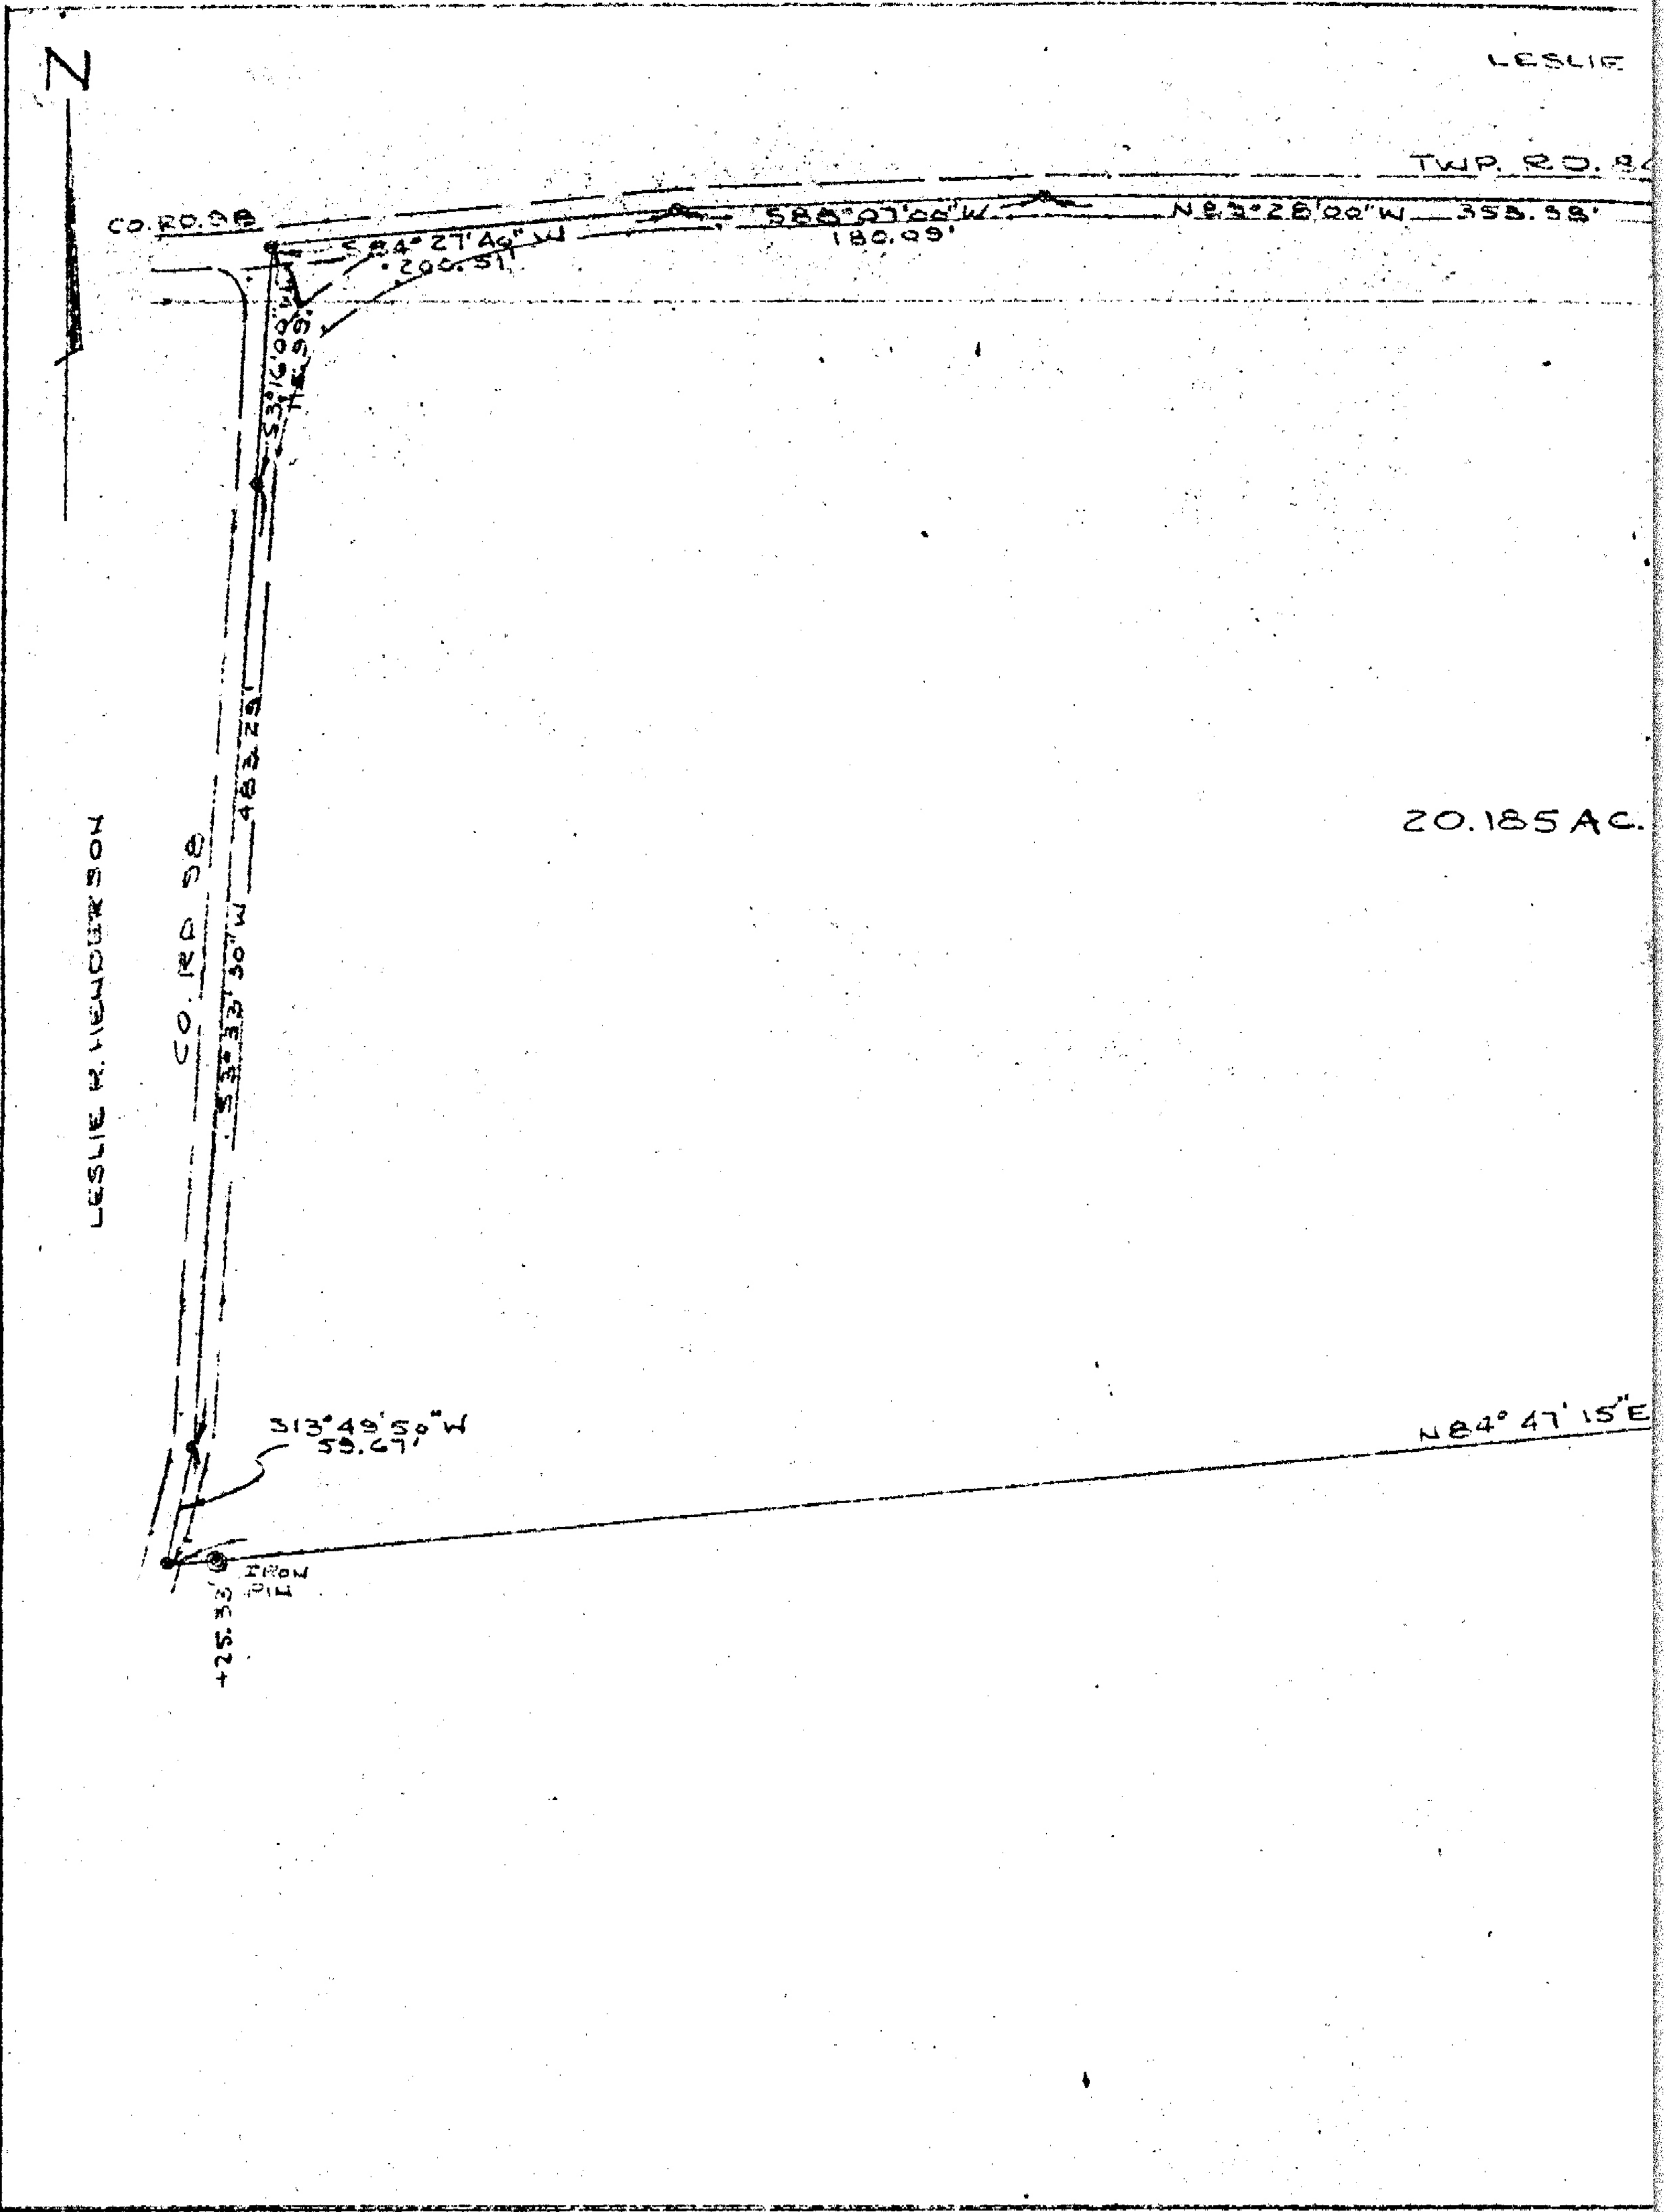 N
LESLIE
TWP. RD.
CO. RD. 98
S84°27'40"W
200.51'
S88°07'00"W
180.09'
N83°28'00"W 353.98'
S3°16'00"W
483.29'
S3°33'30"W
CO. RD 98
LESLIE R. HENDERSON
20.185 AC.
S13°49'50"W
59.67'
N84°47'15"E
IRON
PIN
+25.33'